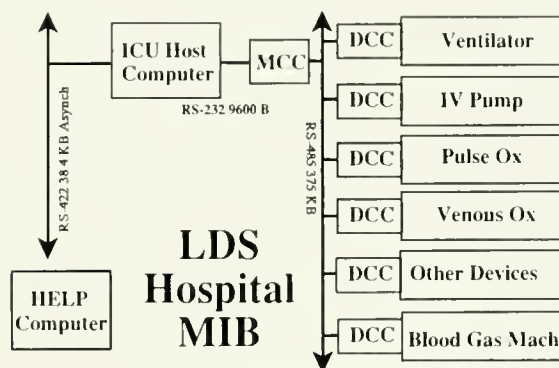 ICU Host
Computer
MCC
RS-232 9600 B
RS-422 38 4 KB Asynch
RS-485 375 KB
DCC
Ventilator
DCC
IV Pump
DCC
Pulse Ox
DCC
Venous Ox
DCC
Other Devices
DCC
Blood Gas Mach
LDS
Hospital
MIB
HELP
Computer